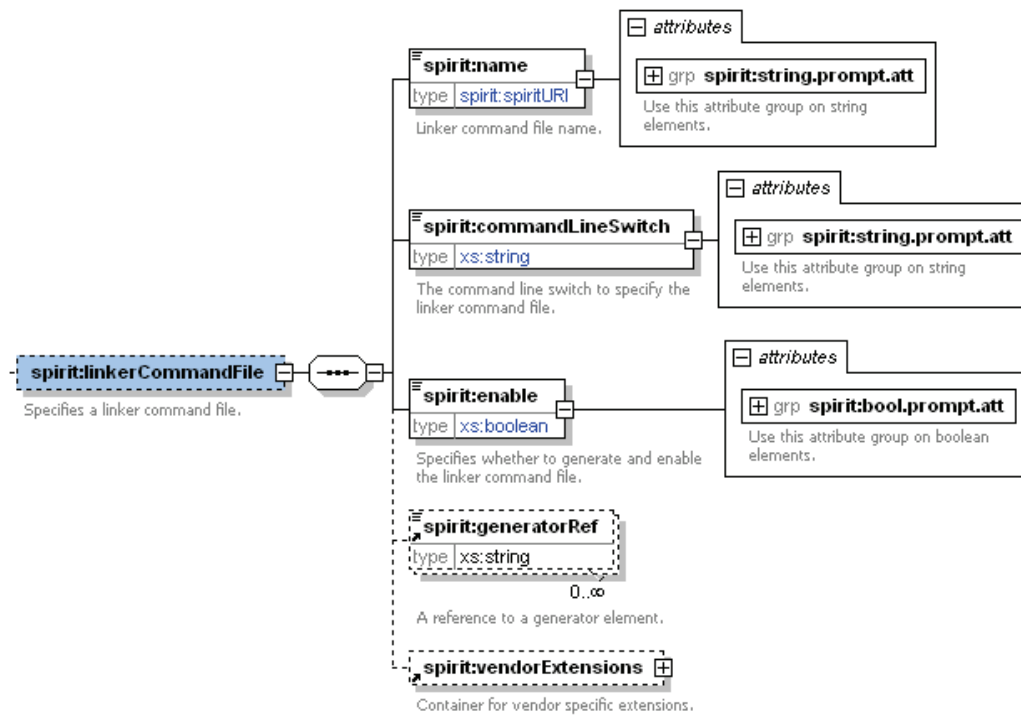 attributes
spirit:name
grp spirit:string.prompt.att
type spirit:spiritURI
Use this attribute group on string
elements.
Linker command file name.
attributes
spirit:commandLineSwitch
grp spirit:string.prompt.att
type xs:string
Use this attribute group on string
elements.
The command line switch to specify the
linker command file.
spirit:linkerCommandFile
Specifies a linker command file.
attributes
spirit:enable
grp spirit:bool.prompt.att
type xs:boolean
Use this attribute group on boolean
elements.
Specifies whether to generate and enable
the linker command file.
spirit:generatorRef
type xs:string
0..∞
A reference to a generator element.
spirit:vendorExtensions
Container for vendor specific extensions.